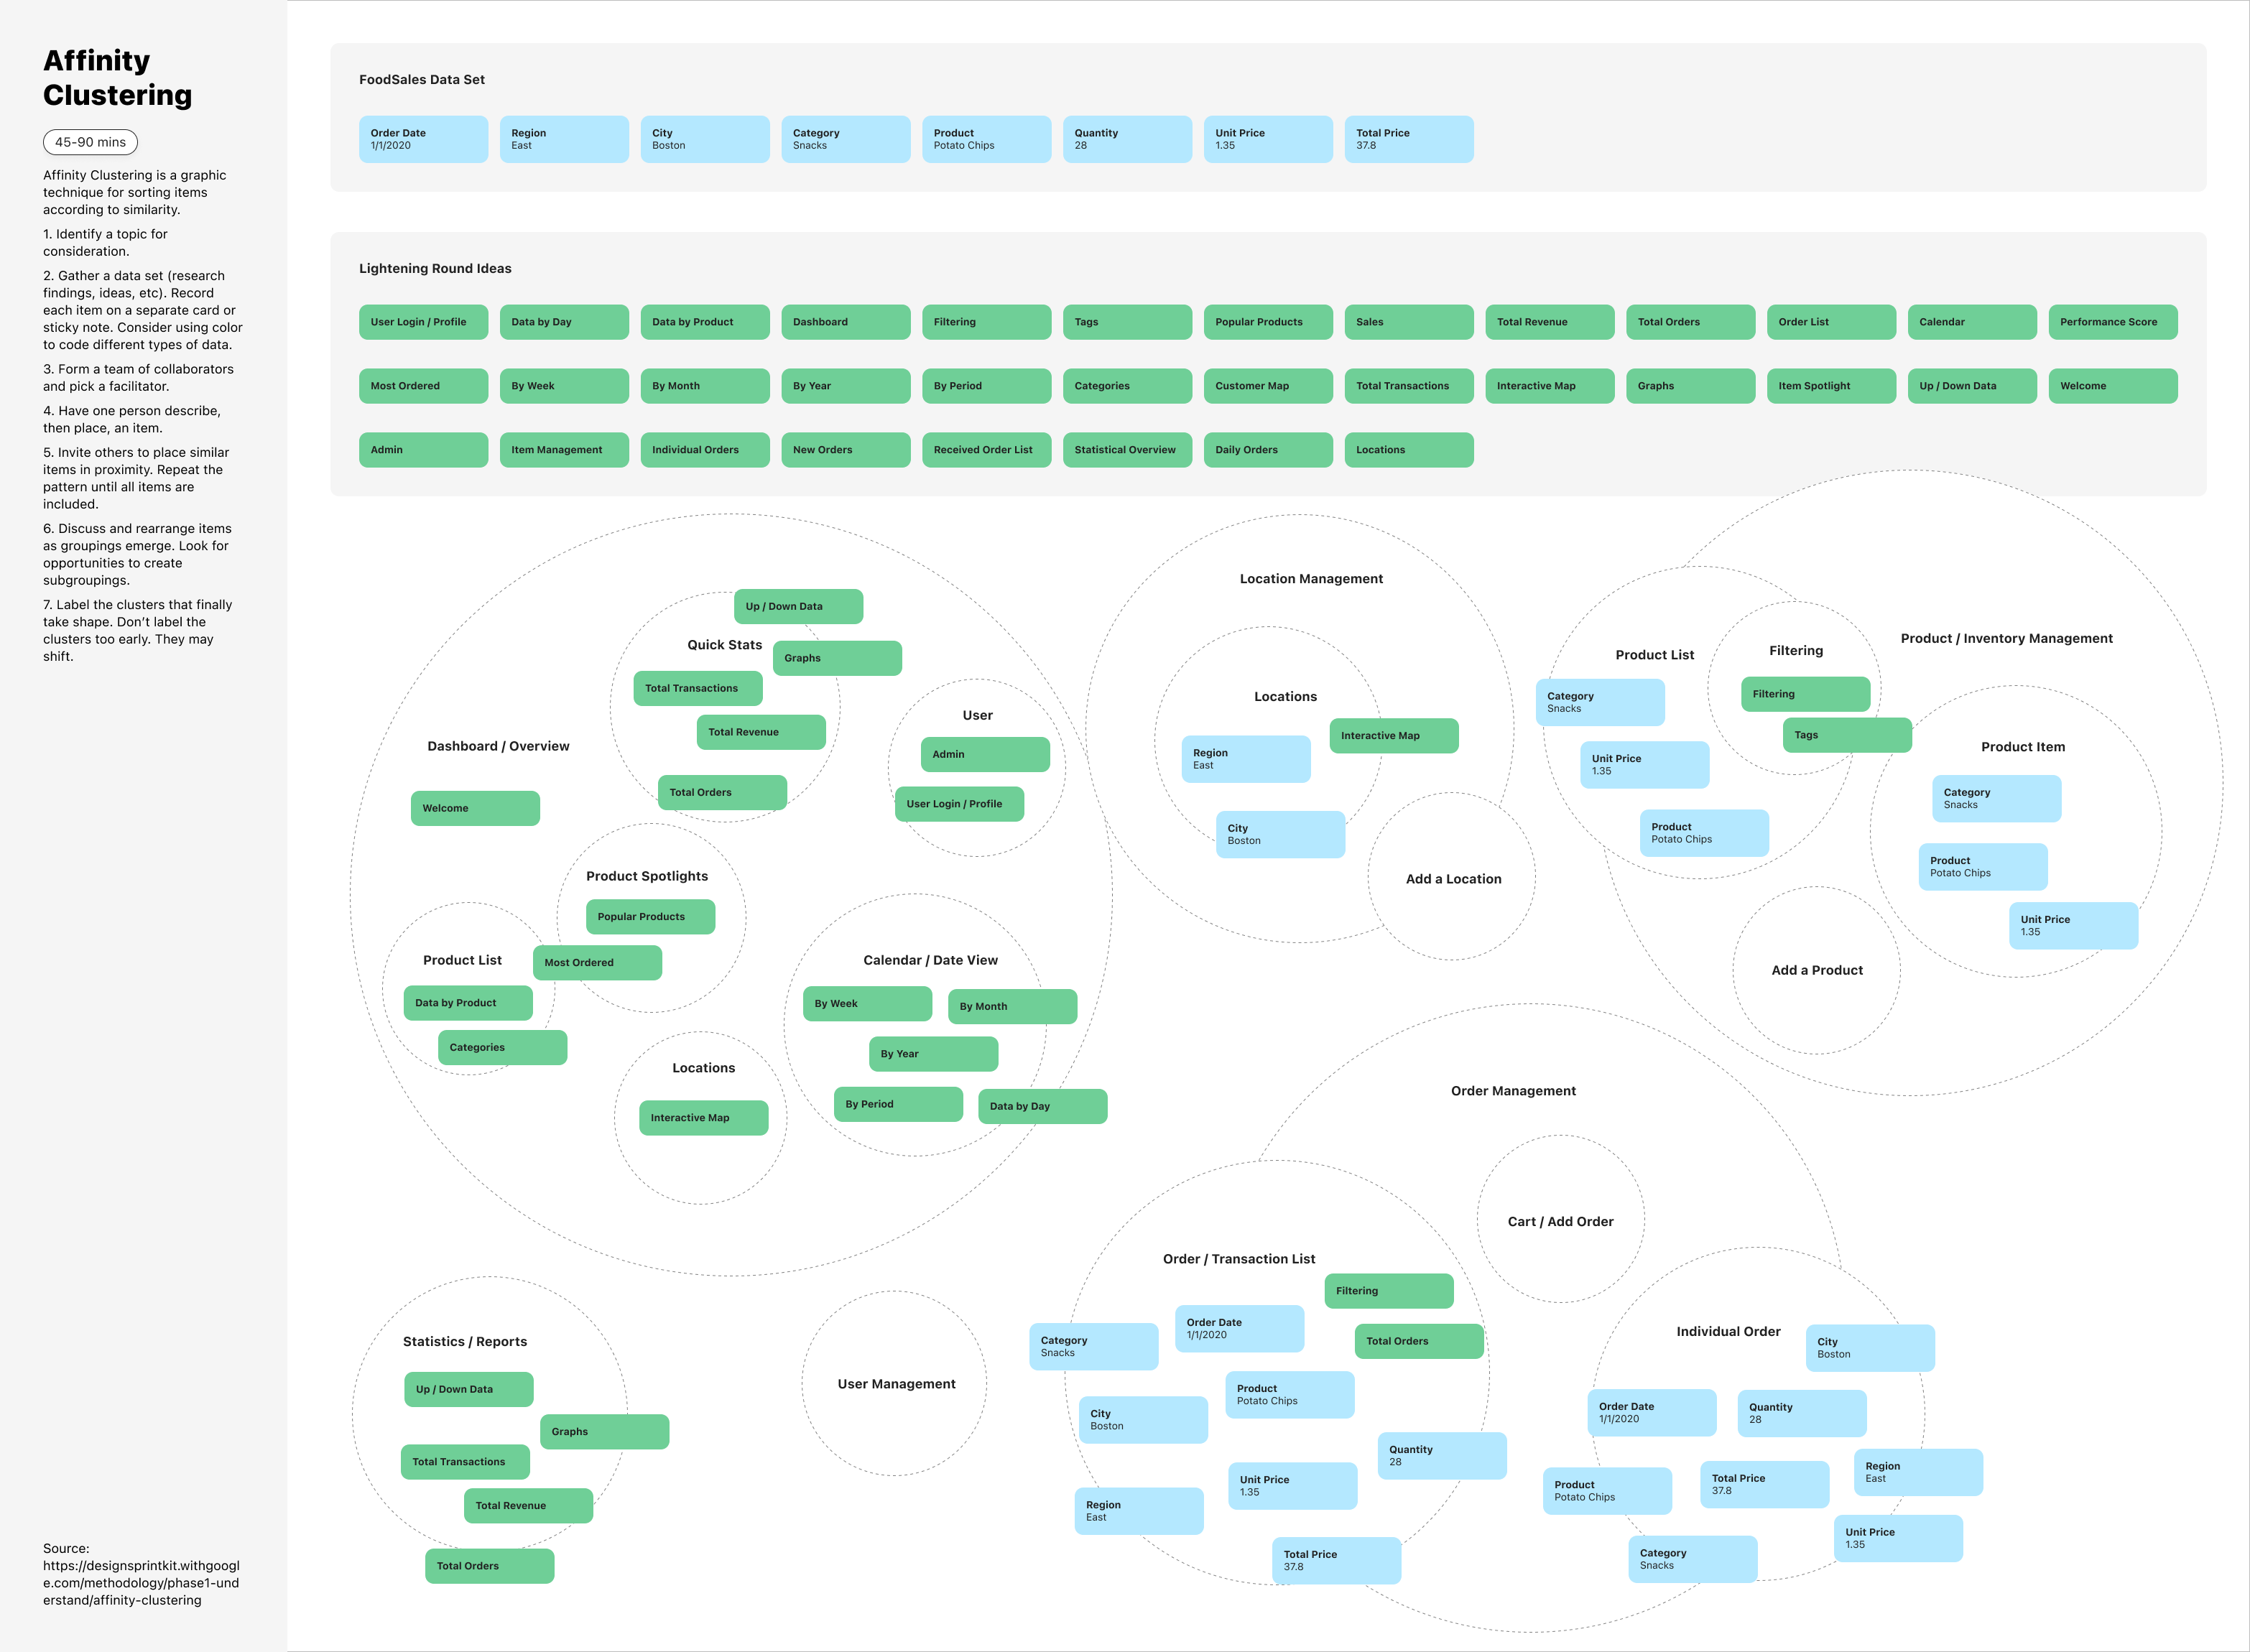 Affinity
Clustering
45-90 mins
Affinity Clustering is a graphic
technique for sorting items
according to similarity.
1. Identify a topic for
consideration.
2. Gather a data set (research
findings, ideas, etc). Record
each item on a separate card or
sticky note. Consider using color
to code different types of data.
3. Form a team of collaborators
and pick a facilitator.
4. Have one person describe,
then place, an item.
5. Invite others to place similar
items in proximity. Repeat the
pattern until all items are
included.
6. Discuss and rearrange items
as groupings emerge. Look for
opportunities to create
subgroupings.
7. Label the clusters that finally
take shape. Don’t label the
clusters too early. They may
shift.
Source:
https://designsprintkit.withgoogl
e.com/methodology/phase1-und
erstand/affinity-clustering
FoodSales Data Set
Order Date
1/1/2020
Region
East
City
Boston
Category
Snacks
Product
Potato Chips
Quantity
28
Unit Price
1.35
Total Price
37.8
Lightening Round Ideas
User Login / Profile
Data by Day
Data by Product
Dashboard
Filtering
Tags
Popular Products
Sales
Total Revenue
Total Orders
Order List
Calendar
Performance Score
Most Ordered
By Week
By Month
By Year
By Period
Categories
Customer Map
Total Transactions
Interactive Map
Graphs
Item Spotlight
Up / Down Data
Welcome
Admin
Item Management
Individual Orders
New Orders
Received Order List
Statistical Overview
Daily Orders
Locations
Dashboard / Overview
Welcome
Quick Stats
Up / Down Data
Graphs
Total Transactions
Total Revenue
Total Orders
User
Admin
User Login / Profile
Product Spotlights
Popular Products
Most Ordered
Product List
Data by Product
Categories
Calendar / Date View
By Week
By Month
By Year
By Period
Data by Day
Locations
Interactive Map
Location Management
Locations
Interactive Map
Region
East
City
Boston
Add a Location
Product / Inventory Management
Product List
Category
Snacks
Unit Price
1.35
Product
Potato Chips
Filtering
Filtering
Tags
Product Item
Category
Snacks
Product
Potato Chips
Unit Price
1.35
Add a Product
Order Management
Cart / Add Order
Order / Transaction List
Filtering
Total Orders
Order Date
1/1/2020
Category
Snacks
Product
Potato Chips
City
Boston
Quantity
28
Unit Price
1.35
Region
East
Total Price
37.8
Individual Order
City
Boston
Order Date
1/1/2020
Quantity
28
Region
East
Total Price
37.8
Product
Potato Chips
Unit Price
1.35
Category
Snacks
Statistics / Reports
Up / Down Data
Graphs
Total Transactions
Total Revenue
Total Orders
User Management